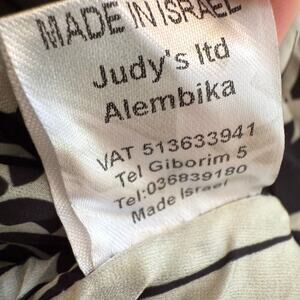 MADE IN ISRAEL
Judy's ltd
Alembika
VAT 513633941
Tel Giborim 5
Tel:036839180
Made Israel